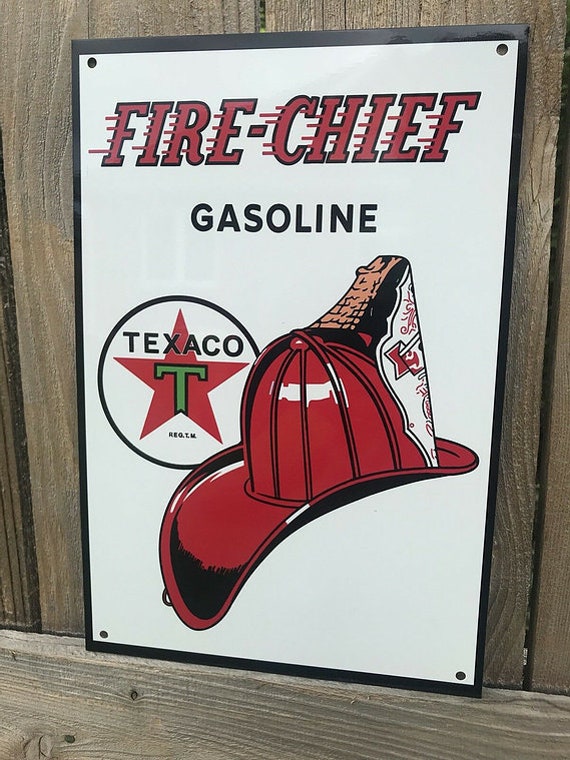 FIRE-CHIEF
GASOLINE
TEXACO
T
REG.T.M.